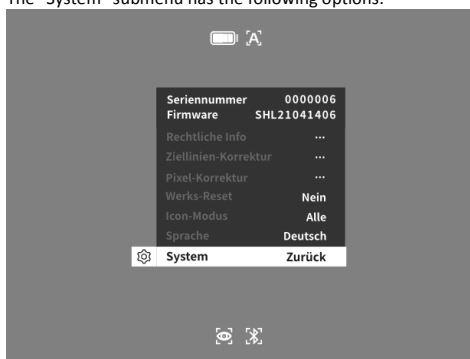 The "System" submenu has the following options:
[A]
Seriennummer 0000006
Firmware SHL21041406
Rechtliche Info ...
Ziellinien-Korrektur ...
Pixel-Korrektur ...
Werks-Reset Nein
Icon-Modus Alle
Sprache Deutsch
System Zurück